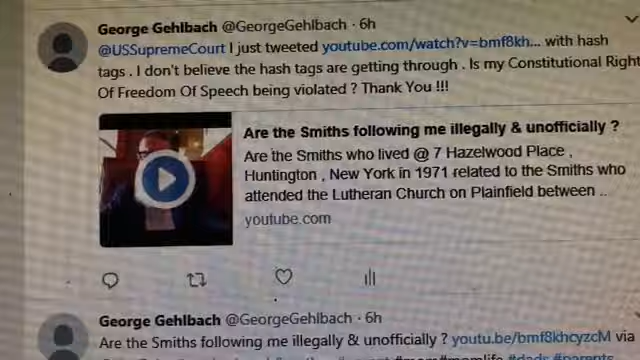 George Gehlbach @GeorgeGehlbach · 6h
@USSupremeCourt I just tweeted youtube.com/watch?v=bmf8kh... with hash
tags . I don't believe the hash tags are getting through . Is my Constitutional Right
Of Freedom Of Speech being violated ? Thank You !!!
Are the Smiths following me illegally & unofficially ?
Are the Smiths who lived @ 7 Hazelwood Place ,
Huntington , New York in 1971 related to the Smiths who
attended the Lutheran Church on Plainfield between ..
youtube.com
George Gehlbach @GeorgeGehlbach · 6h
Are the Smiths following me illegally & unofficially ? youtu.be/bmf8khcyzcM via